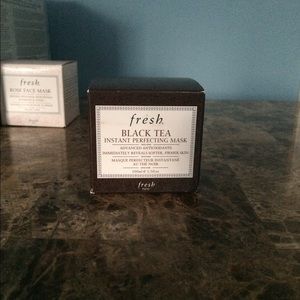 fresh
ROSE FACE MASK
fresh
BLACK TEA
INSTANT PERFECTING MASK
ADVANCED ANTIOXIDANTS
IMMEDIATELY REVEALS SOFTER, FIRMER SKIN
MASQUE PERFECTEUR INSTANTANÉ
AU THÉ NOIR
fresh